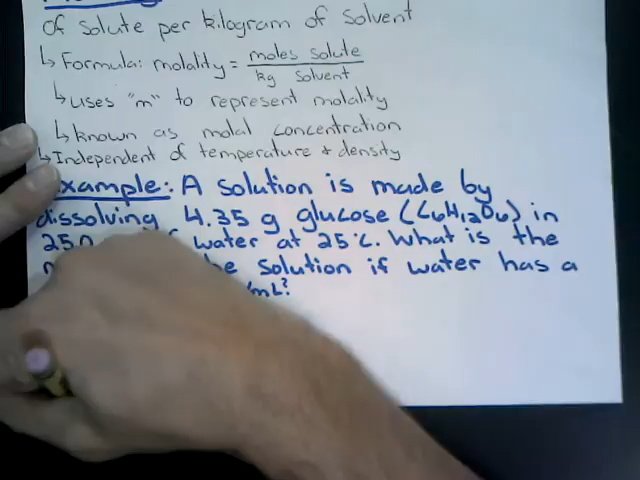 of solute per kilogram of solvent
↳ Formula: molality = moles solute / kg solvent
↳ uses "m" to represent molality
↳ known as molal concentration
↳ Independent of temperature + density
Example: A solution is made by
dissolving 4.35 g glucose (C6H12O6) in
water at 25°C. What is the
solution if water has a
/mL?